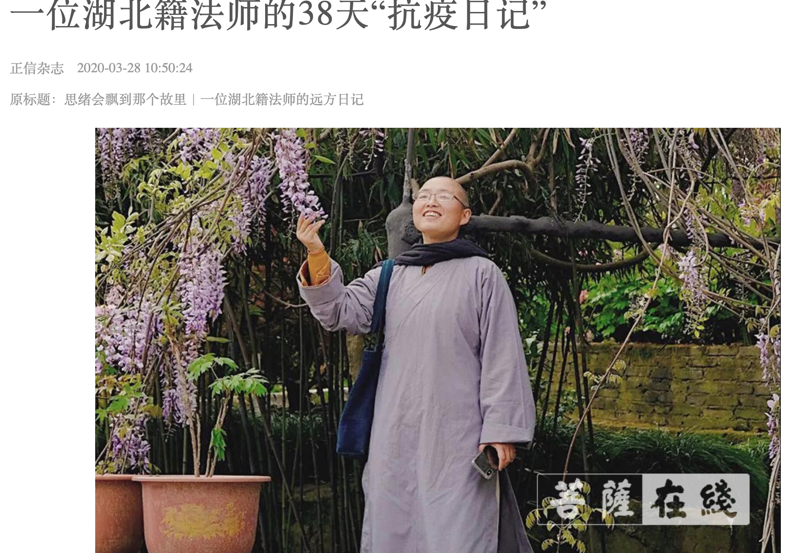 一位湖北籍法师的38天“抗疫日记”
正信杂志 2020-03-28 10:50:24
原标题：思绪会飘到那个故里｜一位湖北籍法师的远方日记
菩薩在綫